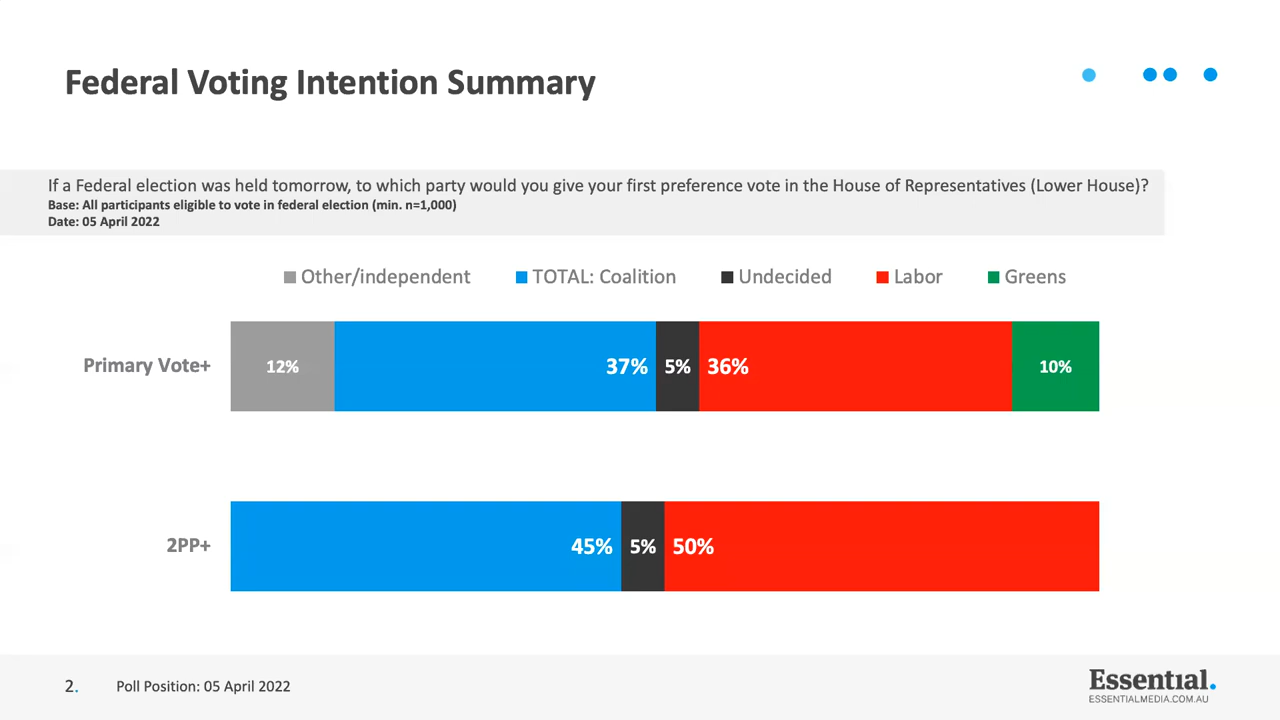 Federal Voting Intention Summary
If a Federal election was held tomorrow, to which party would you give your first preference vote in the House of Representatives (Lower House)?
Base: All participants eligible to vote in federal election (min. n=1,000)
Date: 05 April 2022
Other/independent TOTAL: Coalition Undecided Labor Greens
Primary Vote+ 12% 37% 5% 36% 10%
2PP+ 45% 5% 50%
2. Poll Position: 05 April 2022
Essential.
ESSENTIALMEDIA.COM.AU